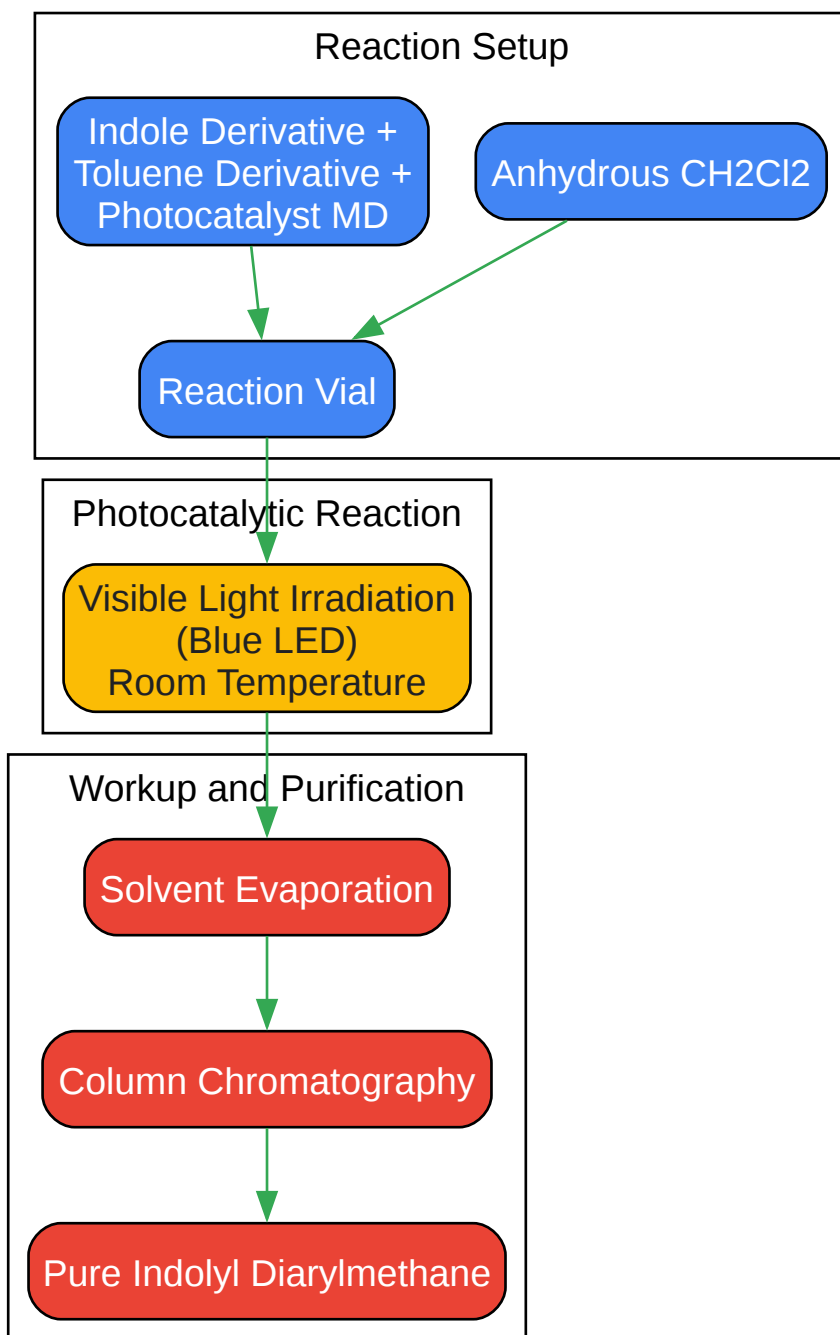 Reaction Setup
Indole Derivative +
Toluene Derivative +
Photocatalyst MD
Anhydrous CH2Cl2
Reaction Vial
Photocatalytic Reaction
Visible Light Irradiation
(Blue LED)
Room Temperature
Workup and Purification
Solvent Evaporation
Column Chromatography
Pure Indolyl Diarylmethane